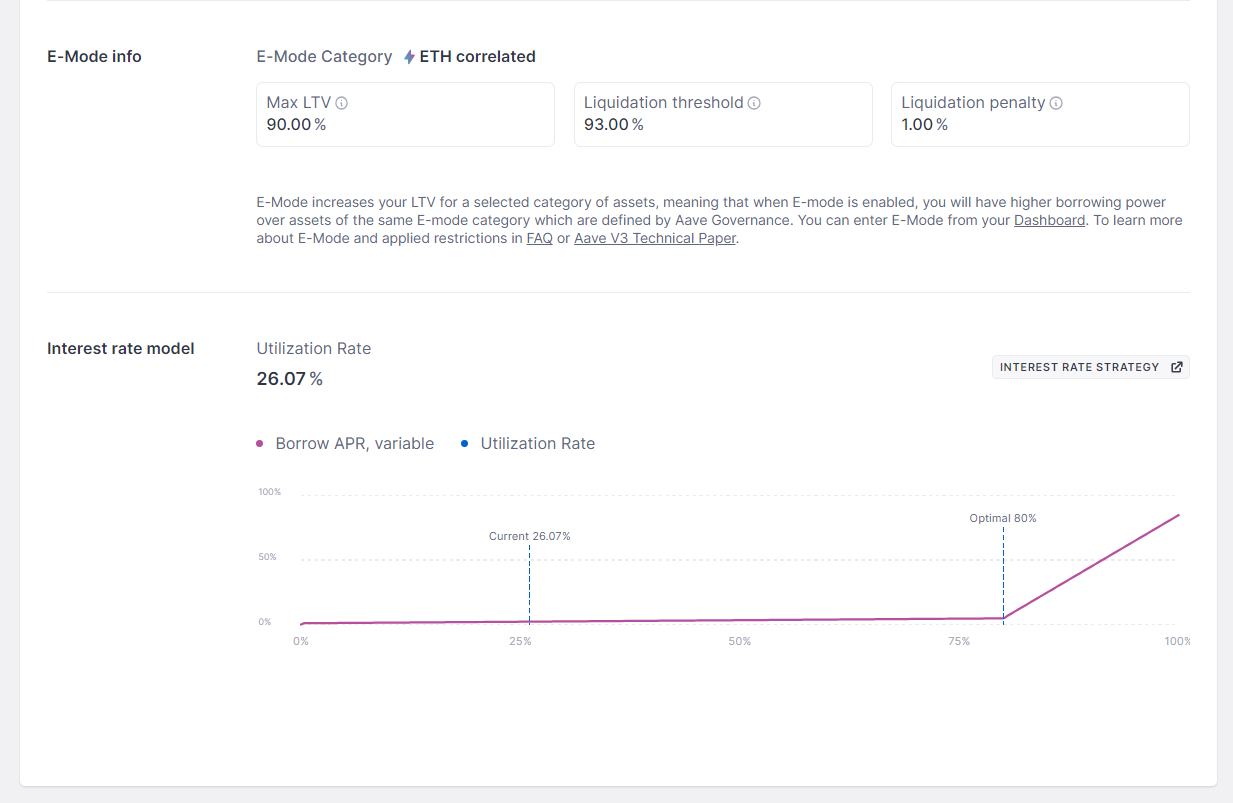 E-Mode info
E-Mode Category ETH correlated
Max LTV
90.00 %
Liquidation threshold
93.00 %
Liquidation penalty
1.00 %
E-Mode increases your LTV for a selected category of assets, meaning that when E-mode is enabled, you will have higher borrowing power
over assets of the same E-mode category which are defined by Aave Governance. You can enter E-Mode from your Dashboard. To learn more
about E-Mode and applied restrictions in FAQ or Aave V3 Technical Paper.
Interest rate model
Utilization Rate
26.07 %
INTEREST RATE STRATEGY
Borrow APR, variable
Utilization Rate
100%
50%
0%
Current 26.07%
Optimal 80%
0%
25%
50%
75%
100%